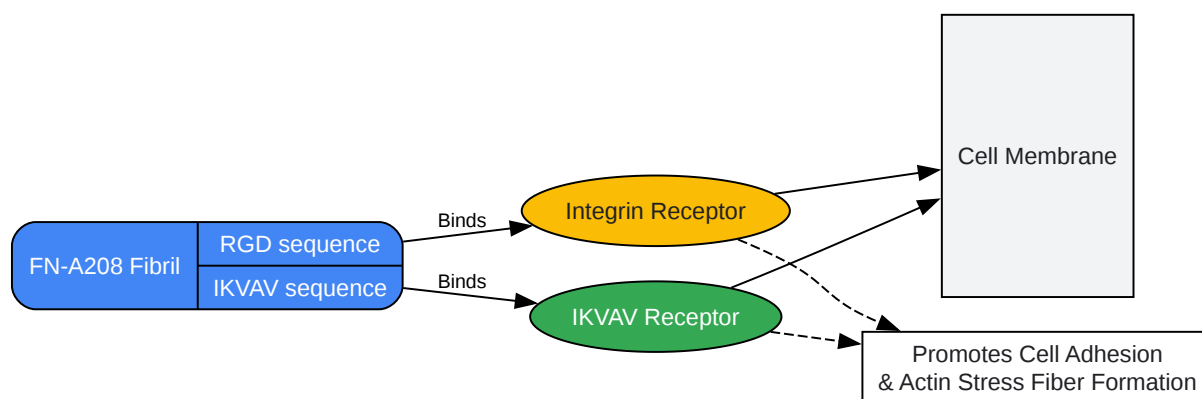 FN-A208 Fibril
RGD sequence
IKVAV sequence
Binds
Binds
Integrin Receptor
IKVAV Receptor
Cell Membrane
Promotes Cell Adhesion
& Actin Stress Fiber Formation